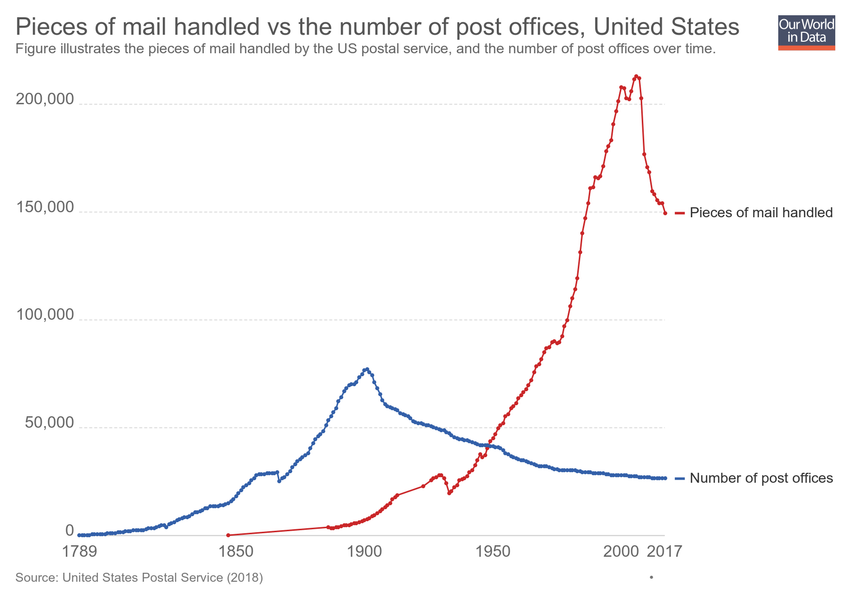 Pieces of mail handled vs the number of post offices, United States
Our World
in Data
Figure illustrates the pieces of mail handled by the US postal service, and the number of post offices over time.
200,000
150,000
Pieces of mail handled
100,000
50,000
Number of post offices
0
1789 1850 1900 1950 2000 2017
Source: United States Postal Service (2018)